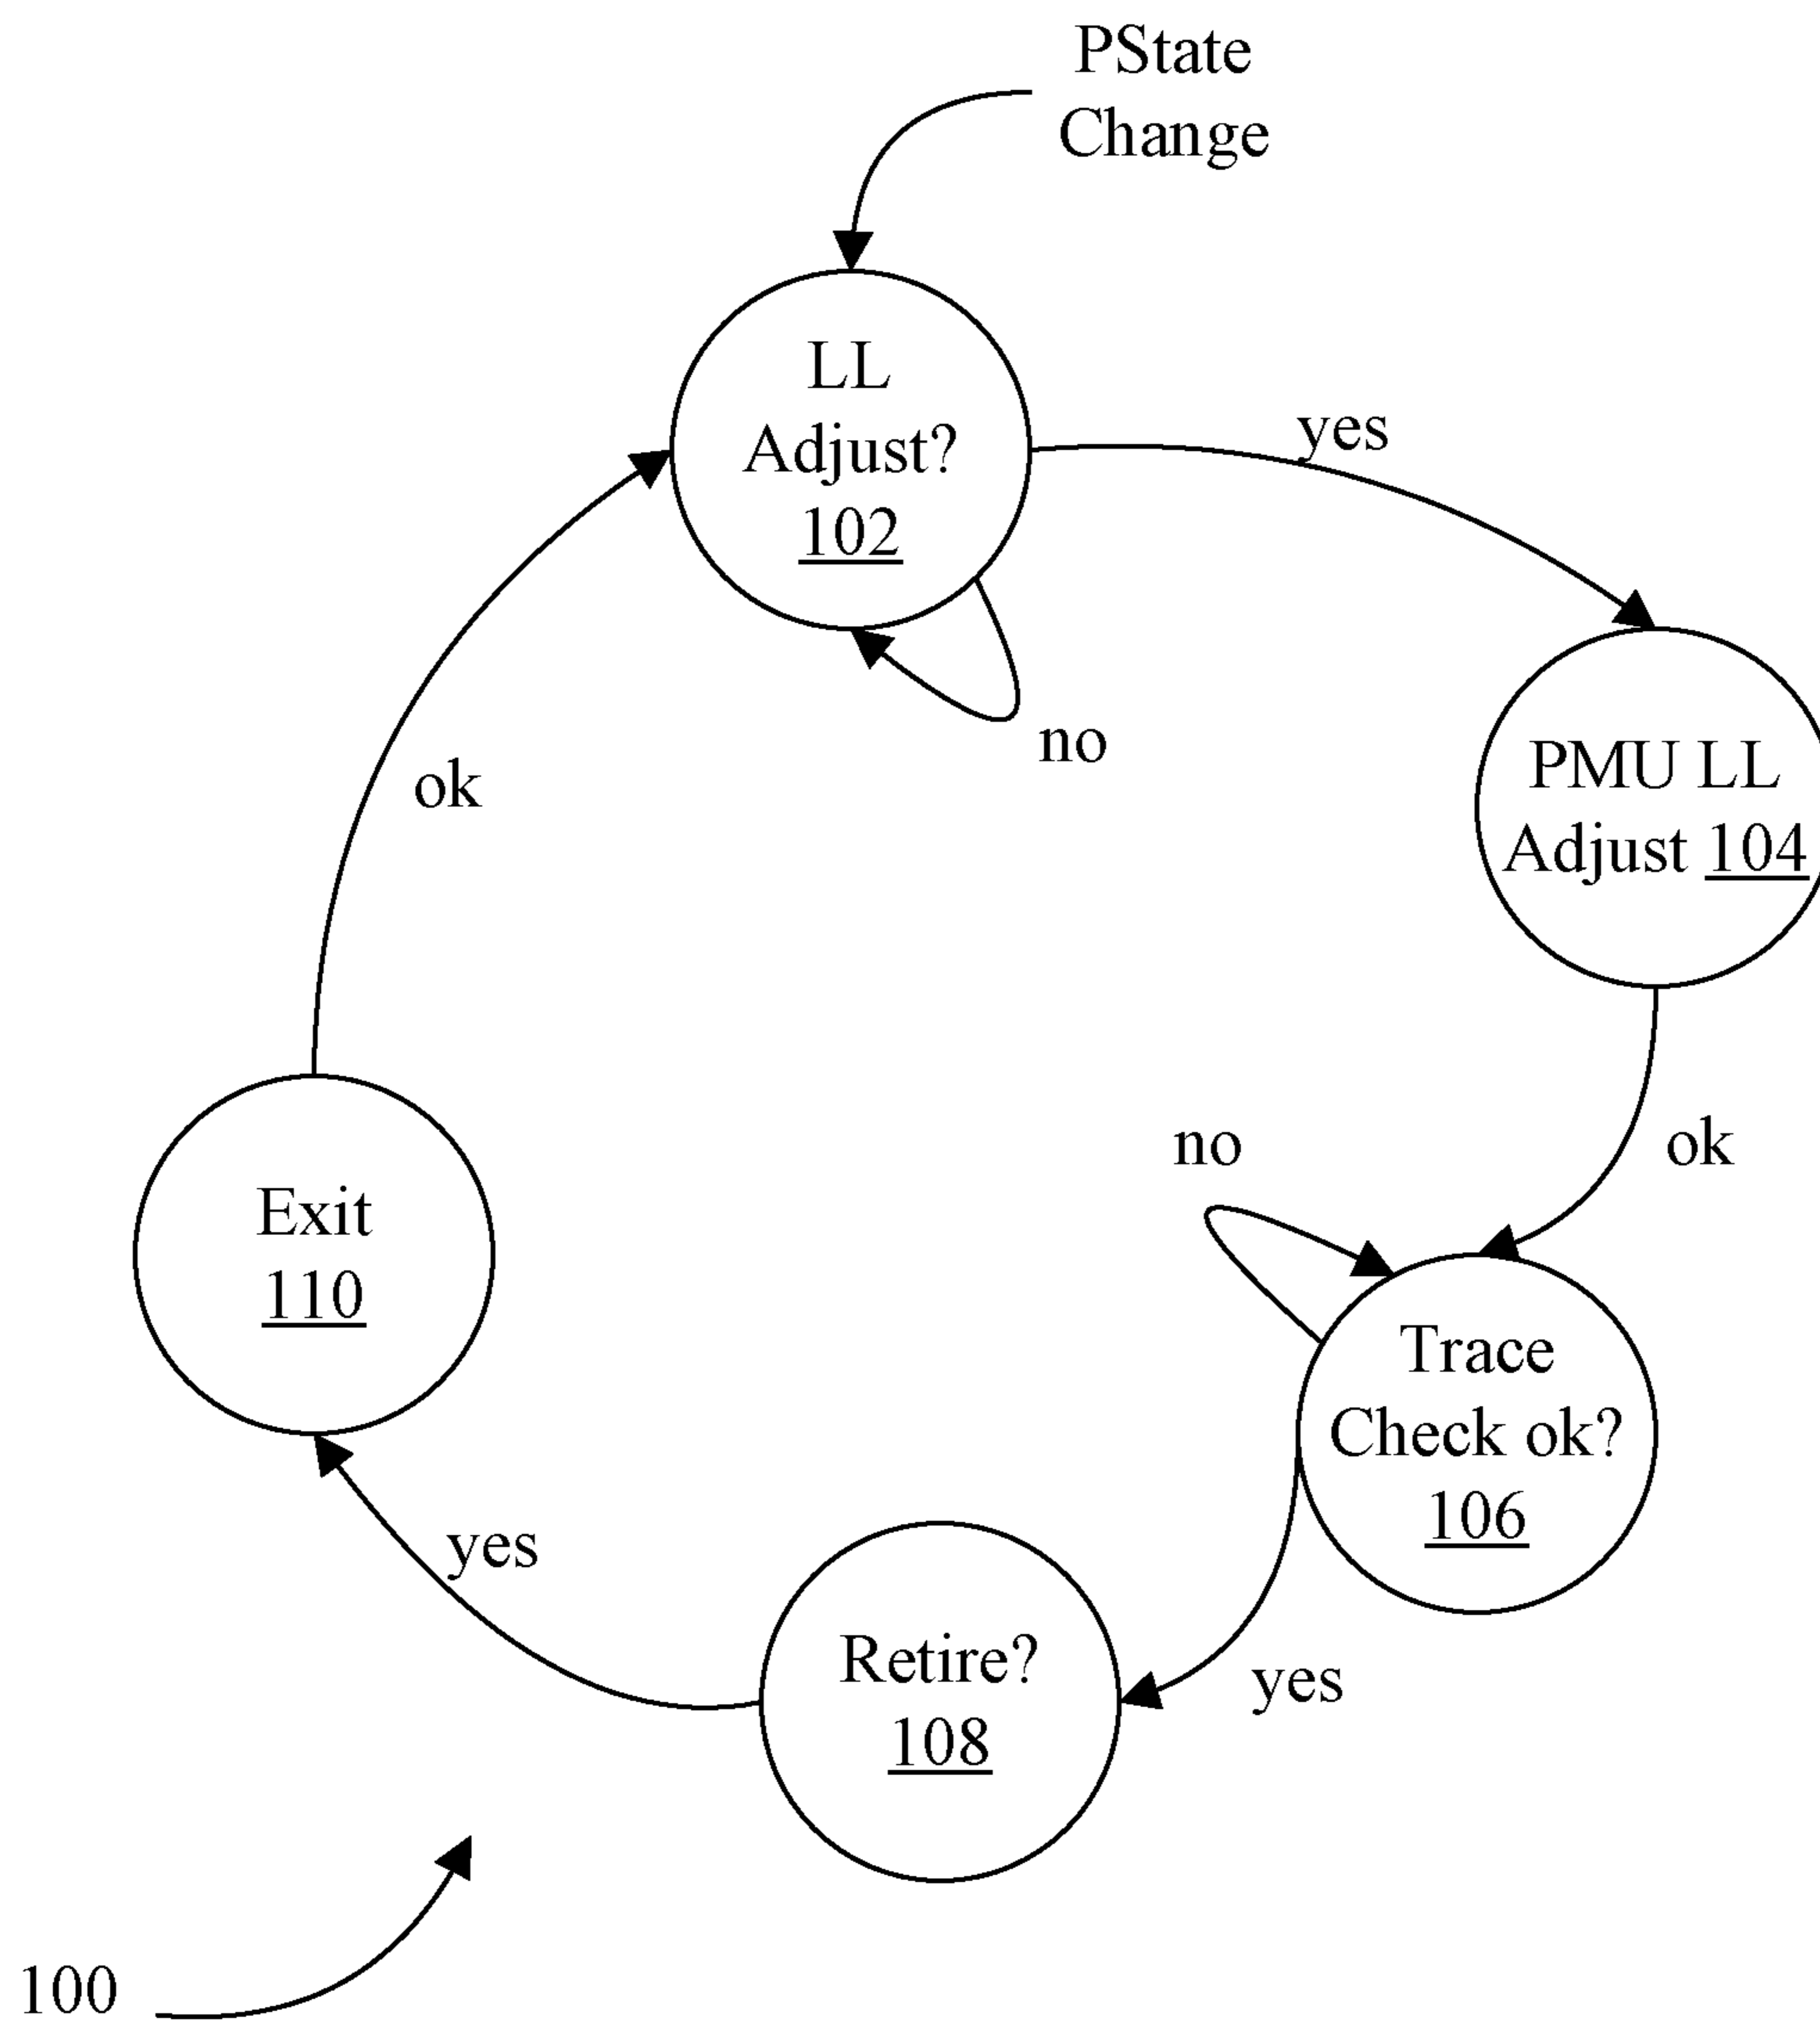 PState
Change
LL
Adjust?
102
yes
no
PMU LL
Adjust 104
ok
ok
no
Exit
110
Trace
Check ok?
106
yes
Retire?
108
yes
100